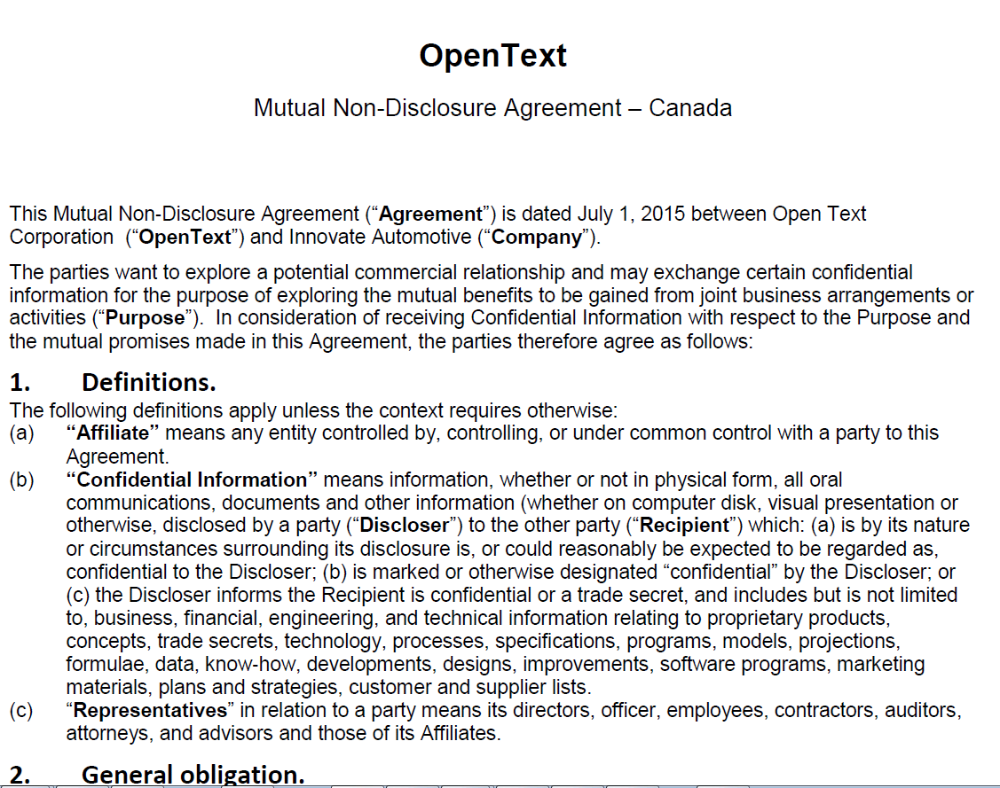 OpenText
Mutual Non-Disclosure Agreement – Canada
This Mutual Non-Disclosure Agreement (“Agreement”) is dated July 1, 2015 between Open Text
Corporation (“OpenText”) and Innovate Automotive (“Company”).
The parties want to explore a potential commercial relationship and may exchange certain confidential
information for the purpose of exploring the mutual benefits to be gained from joint business arrangements or
activities (“Purpose”). In consideration of receiving Confidential Information with respect to the Purpose and
the mutual promises made in this Agreement, the parties therefore agree as follows:
1. Definitions.
The following definitions apply unless the context requires otherwise:
(a) “Affiliate” means any entity controlled by, controlling, or under common control with a party to this
Agreement.
(b) “Confidential Information” means information, whether or not in physical form, all oral
communications, documents and other information (whether on computer disk, visual presentation or
otherwise, disclosed by a party (“Discloser”) to the other party (“Recipient”) which: (a) is by its nature
or circumstances surrounding its disclosure is, or could reasonably be expected to be regarded as,
confidential to the Discloser; (b) is marked or otherwise designated “confidential” by the Discloser; or
(c) the Discloser informs the Recipient is confidential or a trade secret, and includes but is not limited
to, business, financial, engineering, and technical information relating to proprietary products,
concepts, trade secrets, technology, processes, specifications, programs, models, projections,
formulae, data, know-how, developments, designs, improvements, software programs, marketing
materials, plans and strategies, customer and supplier lists.
(c) “Representatives” in relation to a party means its directors, officer, employees, contractors, auditors,
attorneys, and advisors and those of its Affiliates.
2. General obligation.